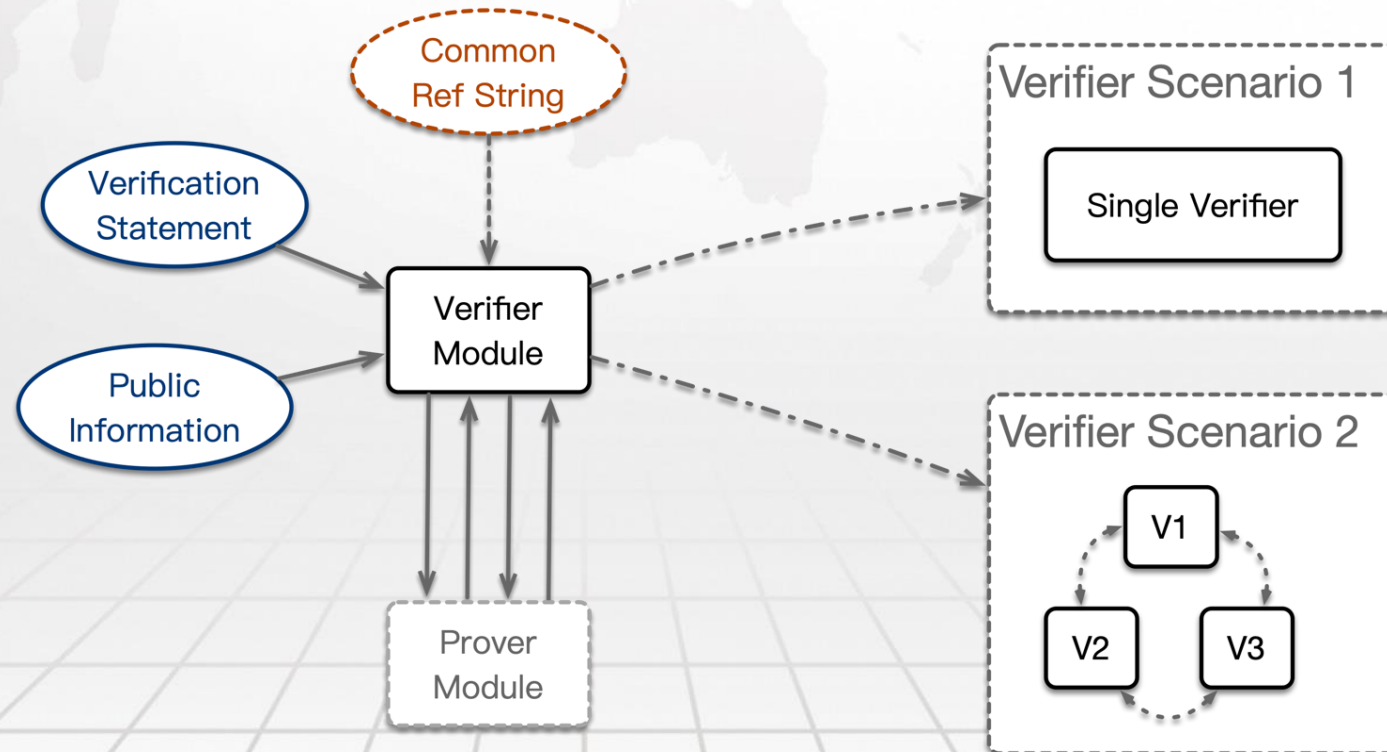 Common
Ref String
Verifier Scenario 1
Verification
Statement
Single Verifier
Verifier
Module
Public
Information
Verifier Scenario 2
V1
V2
V3
Prover
Module